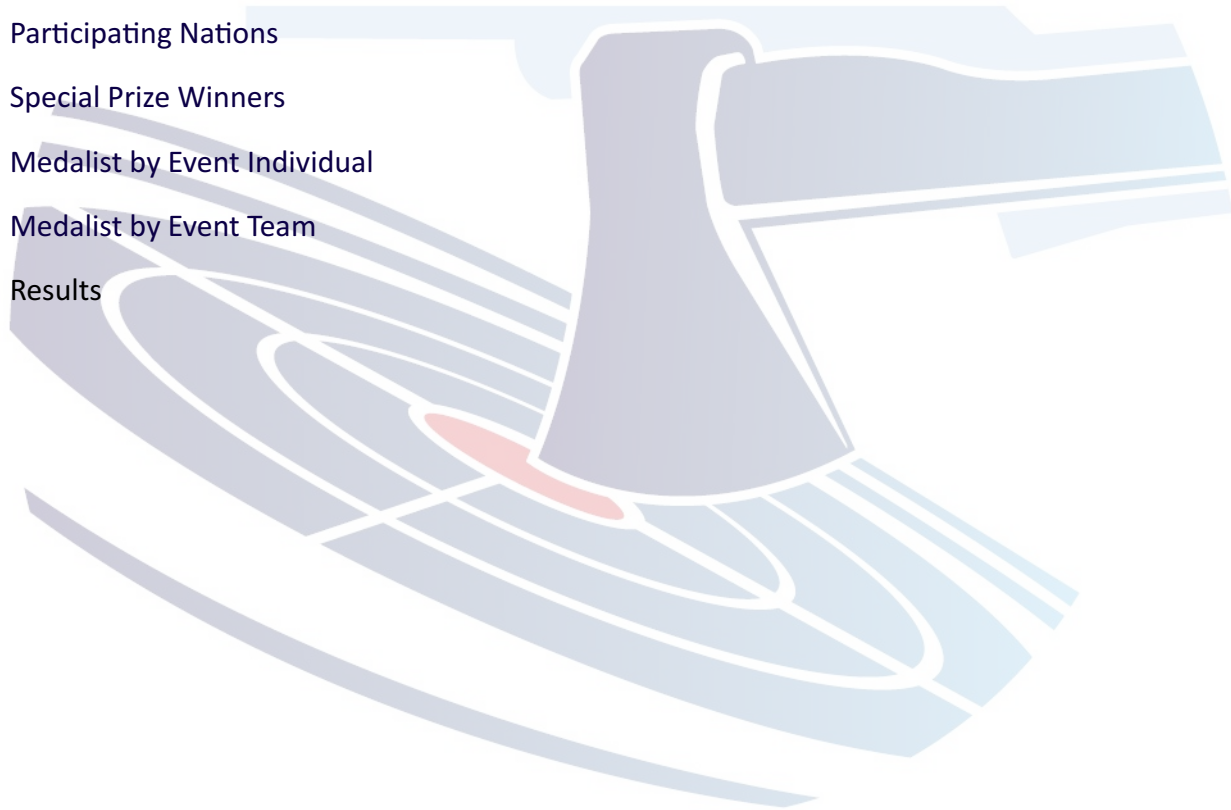 Participating Nations
Special Prize Winners
Medalist by Event Individual
Medalist by Event Team
Results